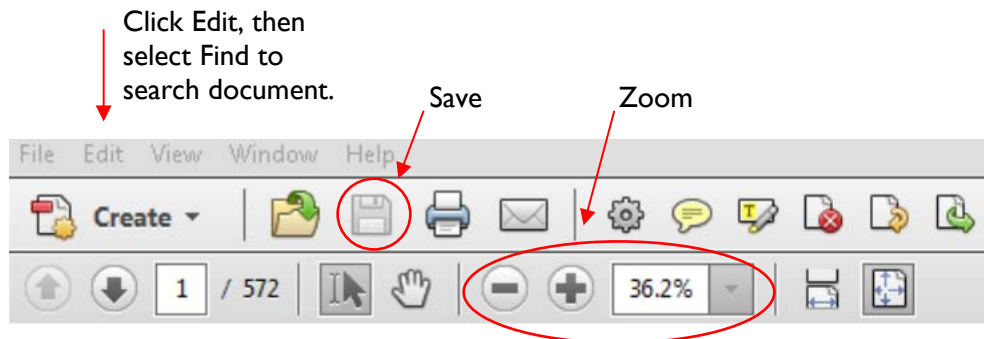 Click Edit, then
select Find to
search document.
Save
Zoom
File Edit View Window Help
Create
1 / 572 36.2%